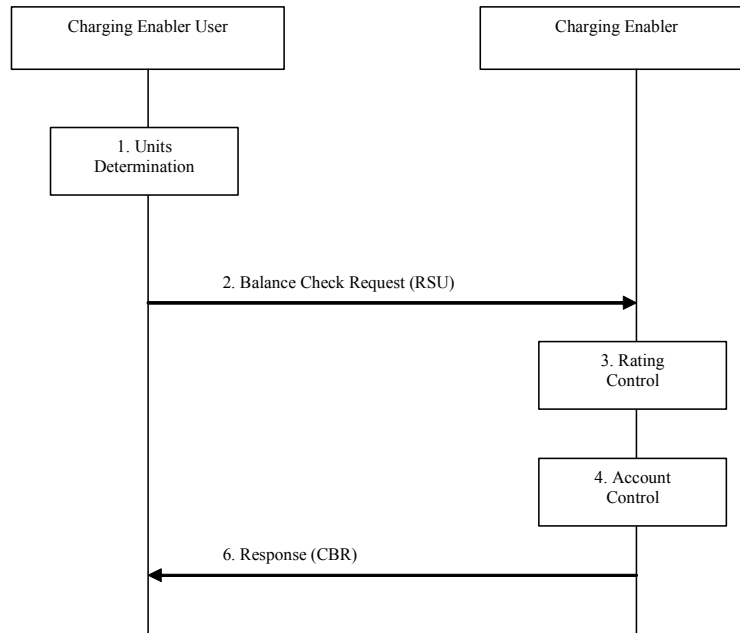 Charging Enabler User
Charging Enabler
1. Units
Determination
2. Balance Check Request (RSU)
3. Rating
Control
4. Account
Control
6. Response (CBR)